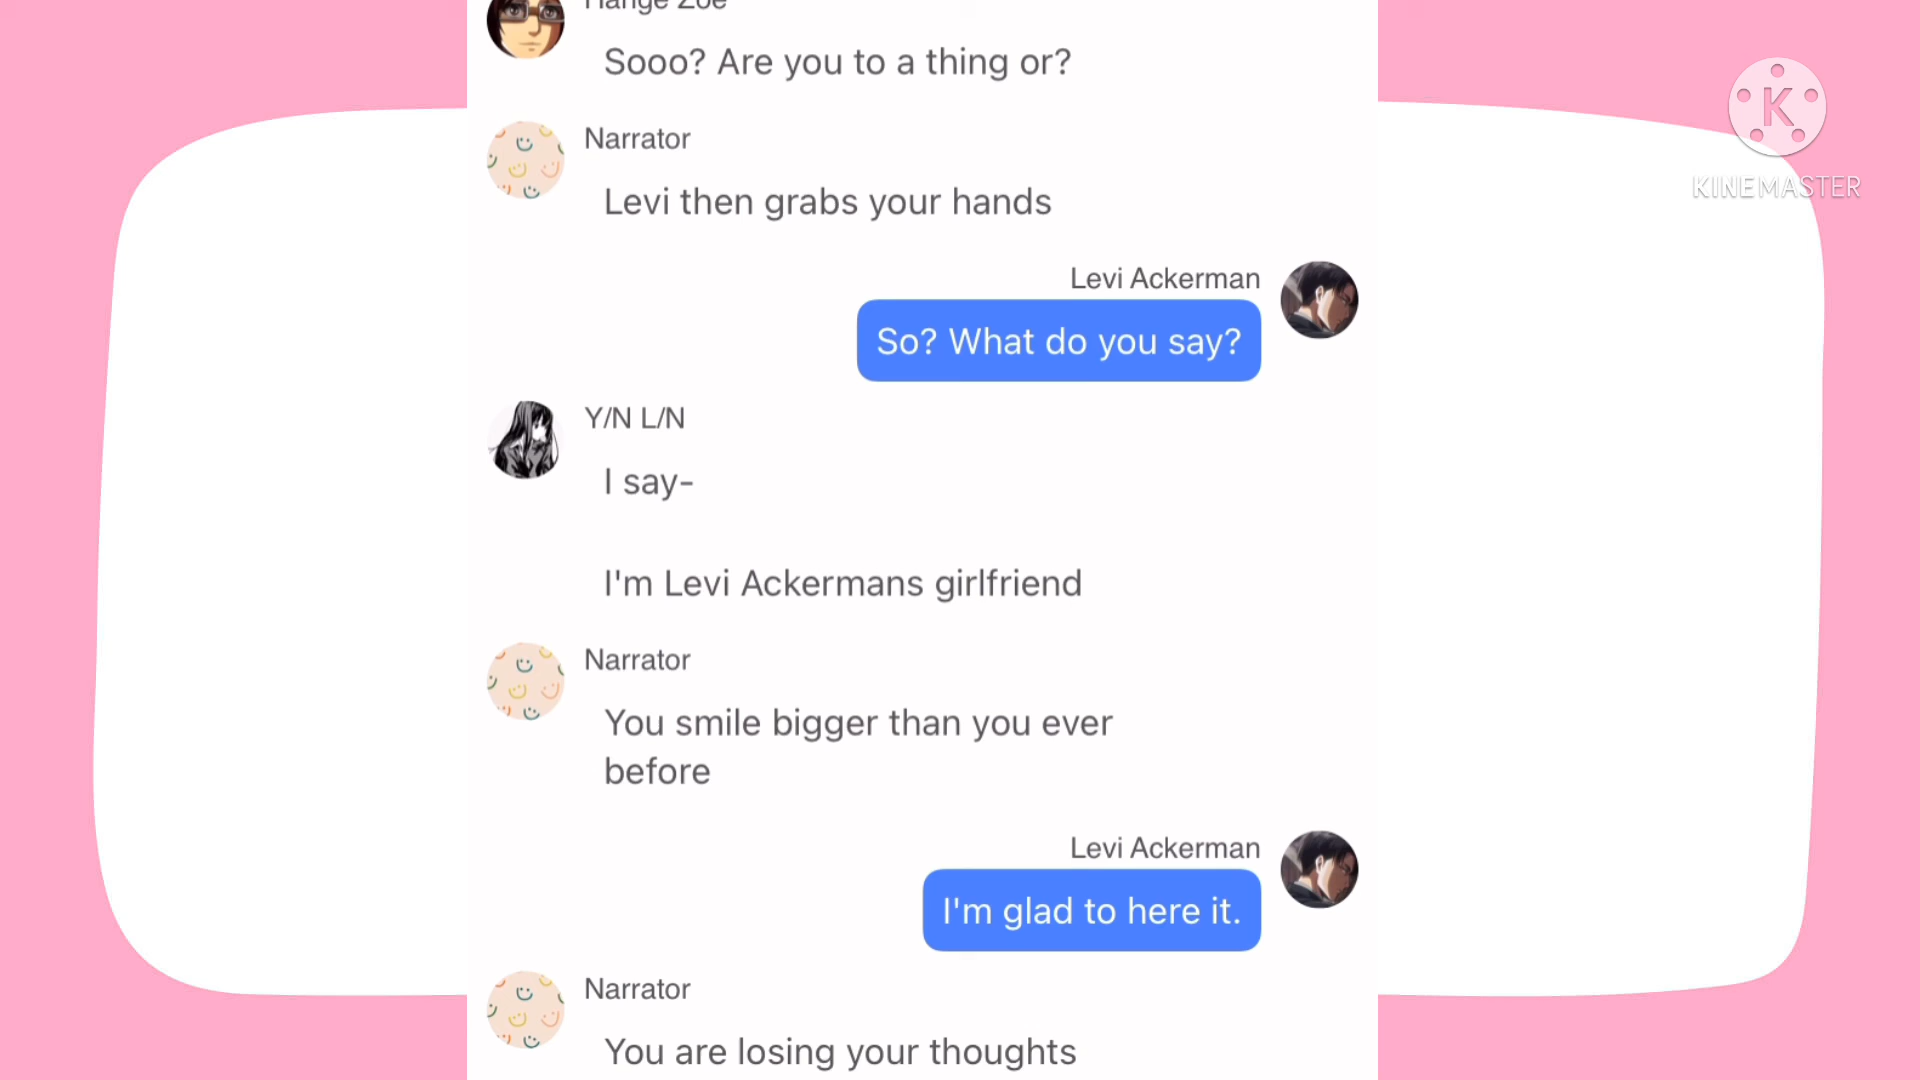 Hange Zoe
Sooo? Are you to a thing or?
Narrator
Levi then grabs your hands
Levi Ackerman
So? What do you say?
Y/N L/N
I say-
I'm Levi Ackermans girlfriend
Narrator
You smile bigger than you ever
before
Levi Ackerman
I'm glad to here it.
Narrator
You are losing your thoughts
K
KINEMASTER